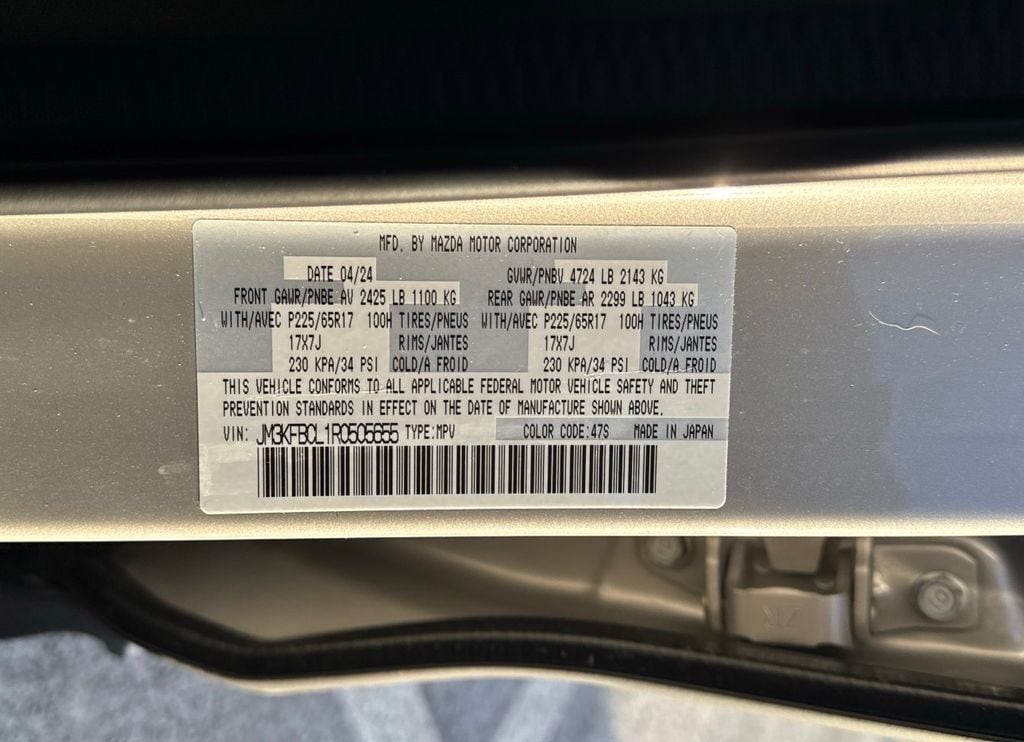 MFD. BY MAZDA MOTOR CORPORATION
DATE 04/24 GVWR/PNBV 4724 LB 2143 KG
FRONT GAWR/PNBE AV 2425 LB 1100 KG REAR GAWR/PNBE AR 2299 LB 1043 KG
WITH/AVEC P225/65R17 100H TIRES/PNEUS WITH/AVEC P225/65R17 100H TIRES/PNEUS
17X7J RIMS/JANTES 17X7J RIMS/JANTES
230 KPA/34 PSI COLD/A FROID 230 KPA/34 PSI COLD/A FROID
THIS VEHICLE CONFORMS TO ALL APPLICABLE FEDERAL MOTOR VEHICLE SAFETY AND THEFT
PREVENTION STANDARDS IN EFFECT ON THE DATE OF MANUFACTURE SHOWN ABOVE.
VIN: JM3KFBCL1R0505655 TYPE:MPV COLOR CODE:47S MADE IN JAPAN